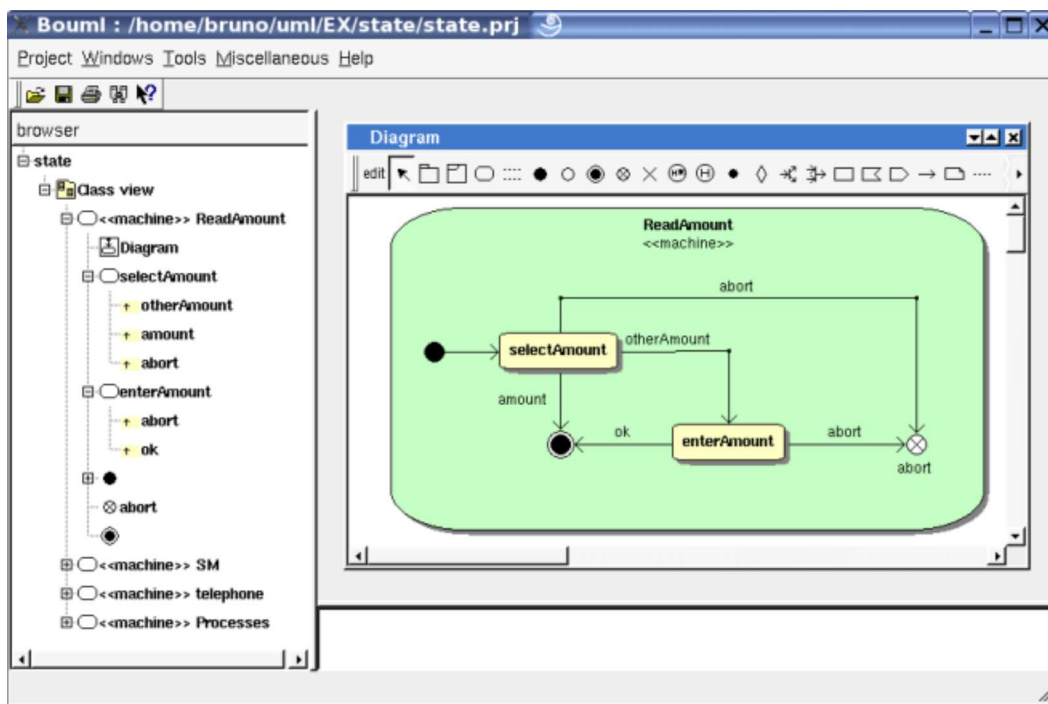 Bouml : /home/bruno/uml/EX/state/state.prj
Project Windows Tools Miscellaneous Help
browser
state
Class view
<<machine>> ReadAmount
Diagram
selectAmount
otherAmount
amount
abort
enterAmount
abort
ok
abort
<<machine>> SM
<<machine>> telephone
<<machine>> Processes
Diagram
edit
ReadAmount
<<machine>>
abort
selectAmount
otherAmount
amount
ok
enterAmount
abort
abort